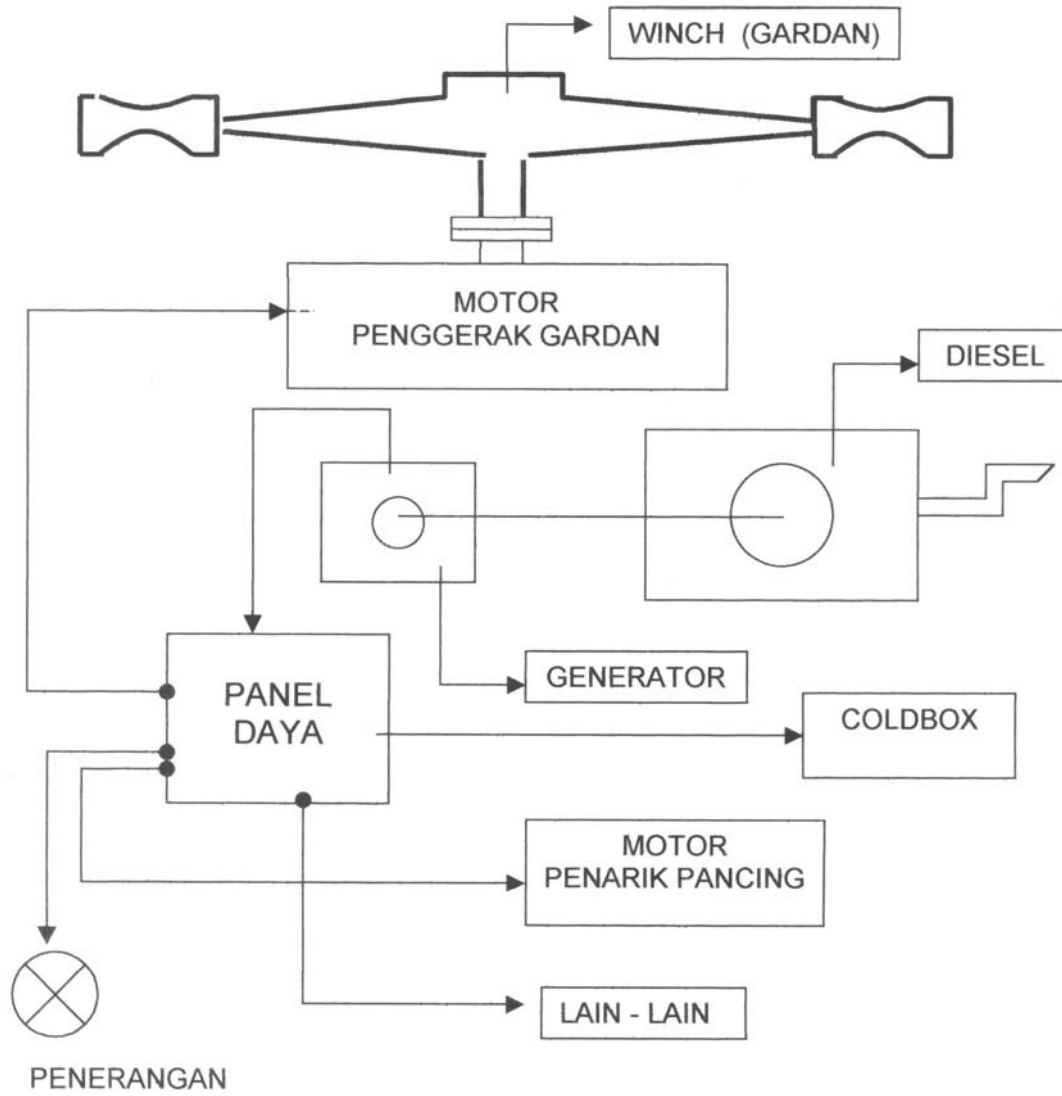 WINCH (GARDAN)
MOTOR
PENGGERAK GARDAN
DIESEL
GENERATOR
PANEL
DAYA
COLDBOX
MOTOR
PENARIK PANCING
LAIN - LAIN
PENERANGAN